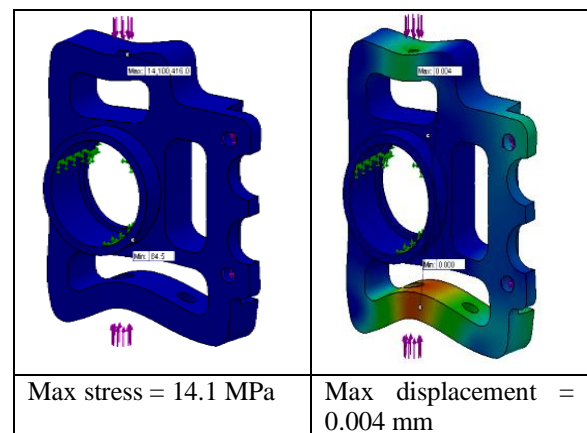 Max: 14,100,416.0
Min: 84.5
Max: 0.004
Min: 0.000
Max stress = 14.1 MPa
Max displacement =
0.004 mm